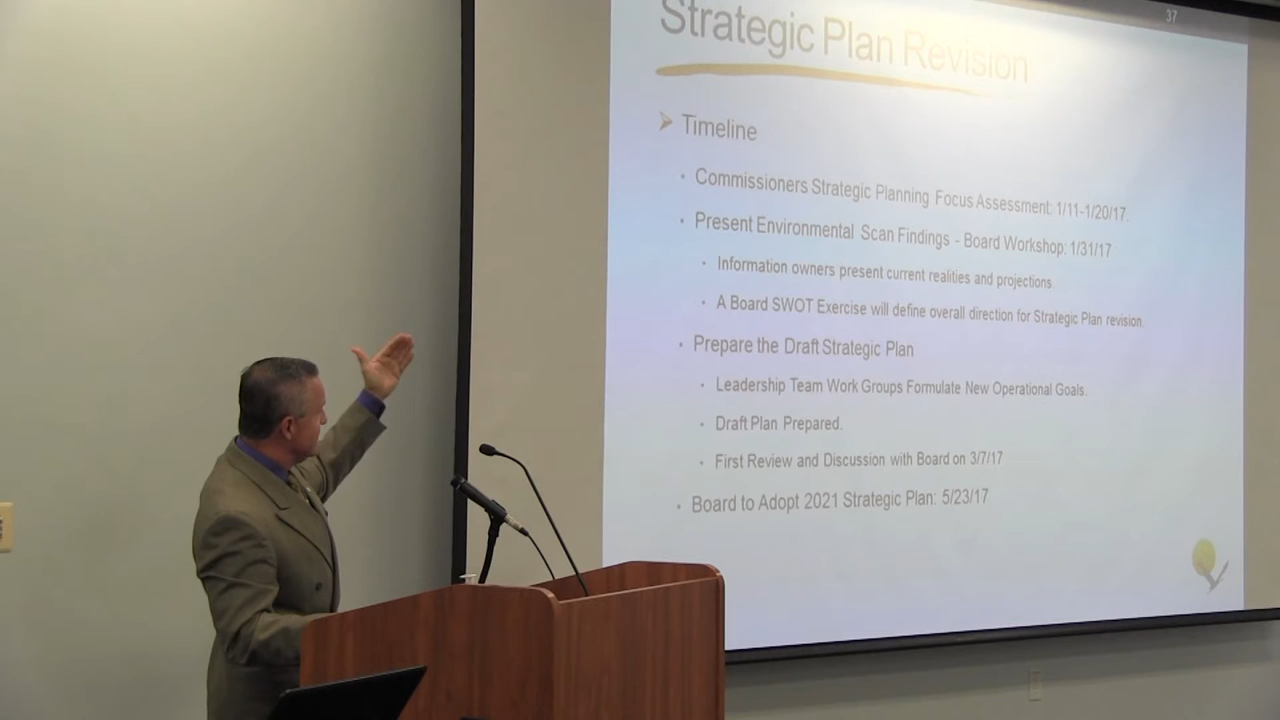 37
Strategic Plan Revision
Timeline
Commissioners Strategic Planning Focus Assessment: 1/11-1/20/17.
Present Environmental Scan Findings - Board Workshop: 1/31/17
Information owners present current realities and projections.
A Board SWOT Exercise will define overall direction for Strategic Plan revision.
Prepare the Draft Strategic Plan
Leadership Team Work Groups Formulate New Operational Goals.
Draft Plan Prepared.
First Review and Discussion with Board on 3/7/17
Board to Adopt 2021 Strategic Plan: 5/23/17